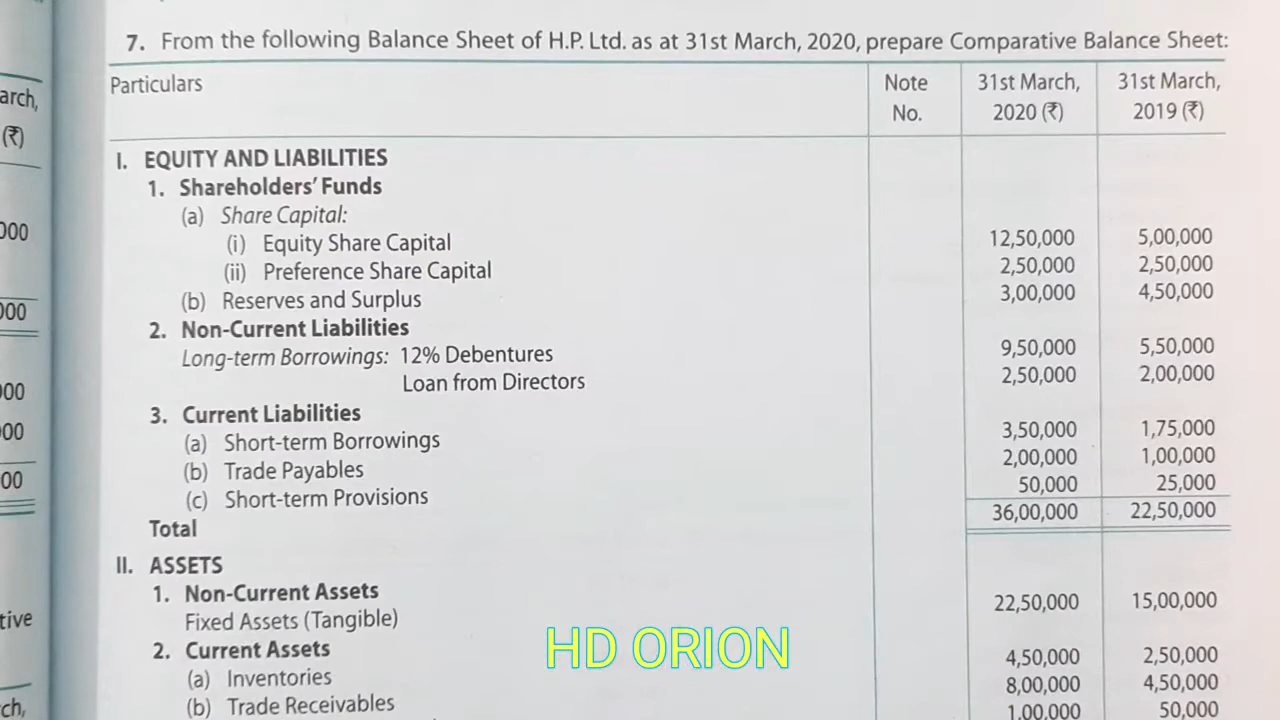 arch,
(₹)
7. From the following Balance Sheet of H.P. Ltd. as at 31st March, 2020, prepare Comparative Balance Sheet:
Particulars Note No. 31st March, 2020 (₹) 31st March, 2019 (₹)
I. EQUITY AND LIABILITIES
1. Shareholders' Funds
(a) Share Capital:
(i) Equity Share Capital 12,50,000 5,00,000
(ii) Preference Share Capital 2,50,000 2,50,000
(b) Reserves and Surplus 3,00,000 4,50,000
2. Non-Current Liabilities
Long-term Borrowings: 12% Debentures 9,50,000 5,50,000
Loan from Directors 2,50,000 2,00,000
3. Current Liabilities
(a) Short-term Borrowings 3,50,000 1,75,000
(b) Trade Payables 2,00,000 1,00,000
(c) Short-term Provisions 50,000 25,000
Total 36,00,000 22,50,000
II. ASSETS
1. Non-Current Assets
Fixed Assets (Tangible) 22,50,000 15,00,000
2. Current Assets
(a) Inventories 4,50,000 2,50,000
(b) Trade Receivables 8,00,000 4,50,000
1,00,000 50,000
HD ORION
000
000
000
00
00
tive
ch,